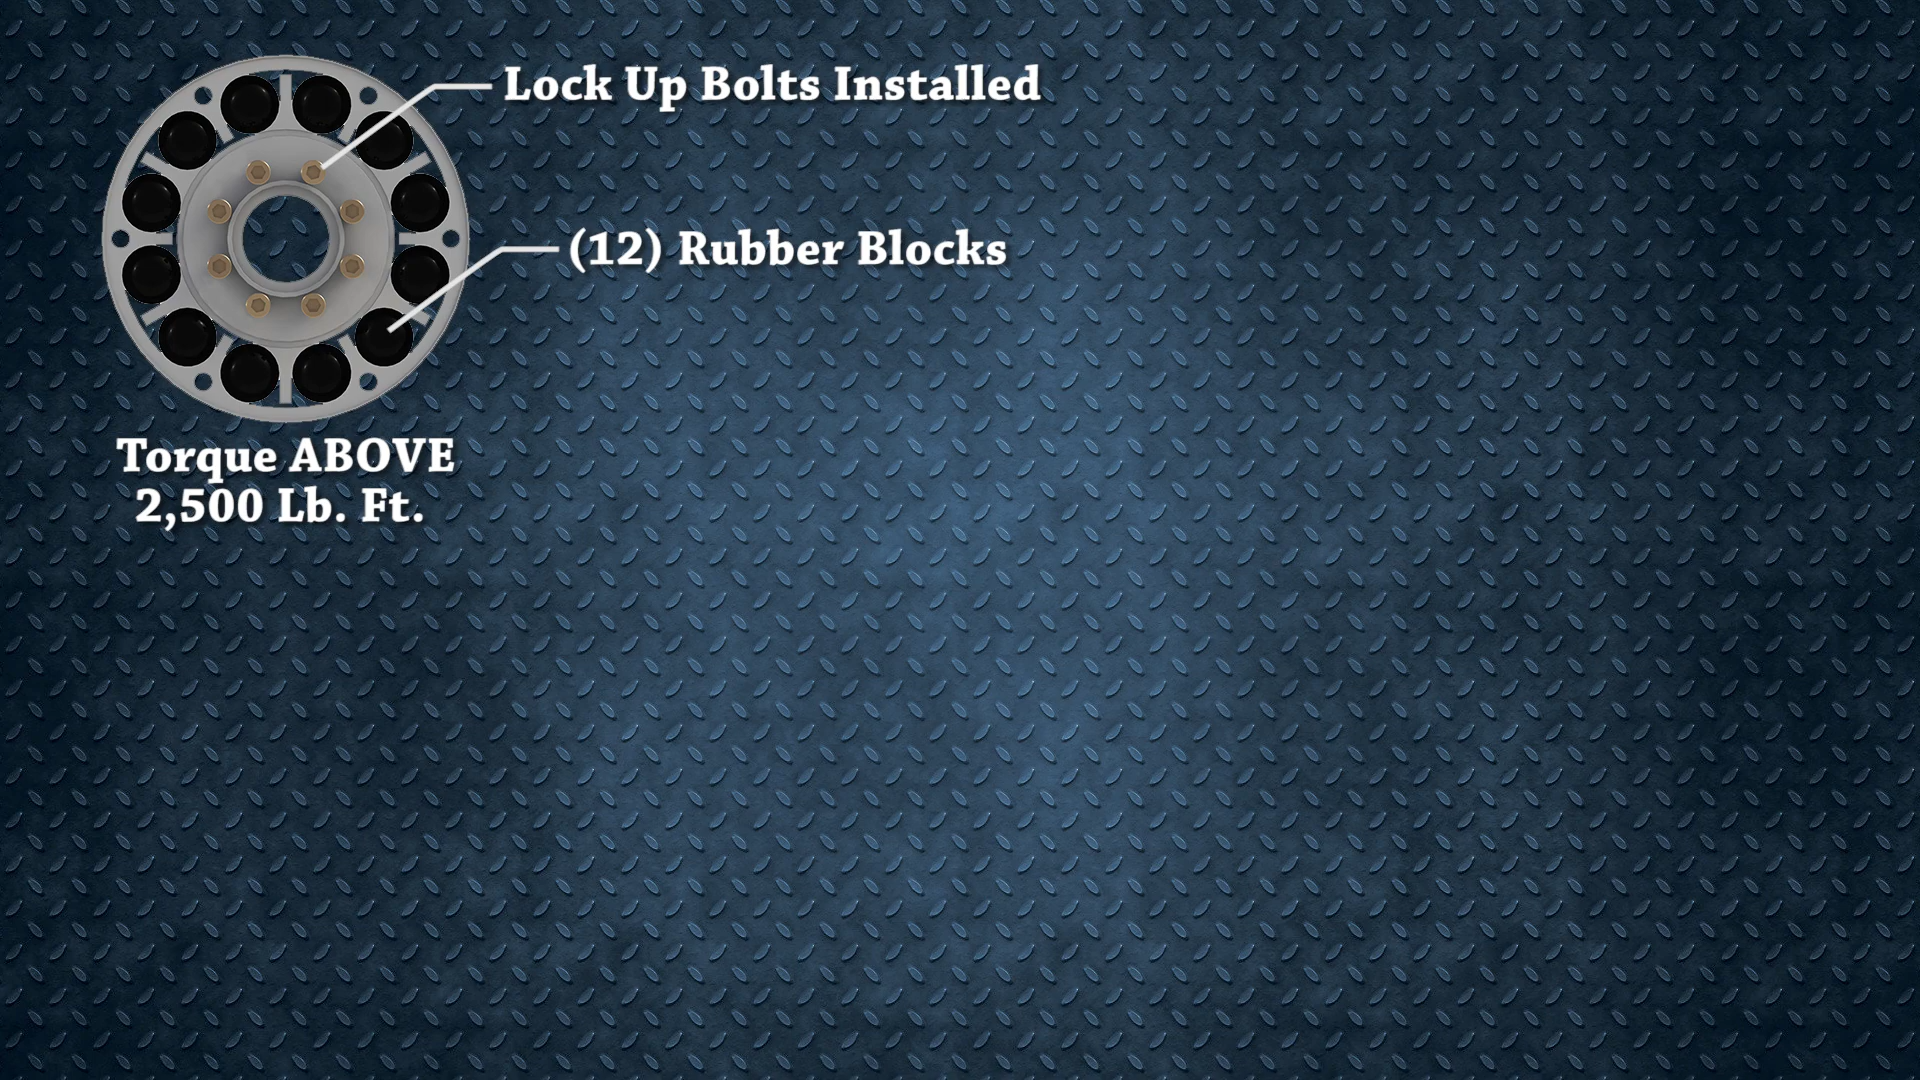 Lock Up Bolts Installed
(12) Rubber Blocks
Torque ABOVE
2,500 Lb. Ft.